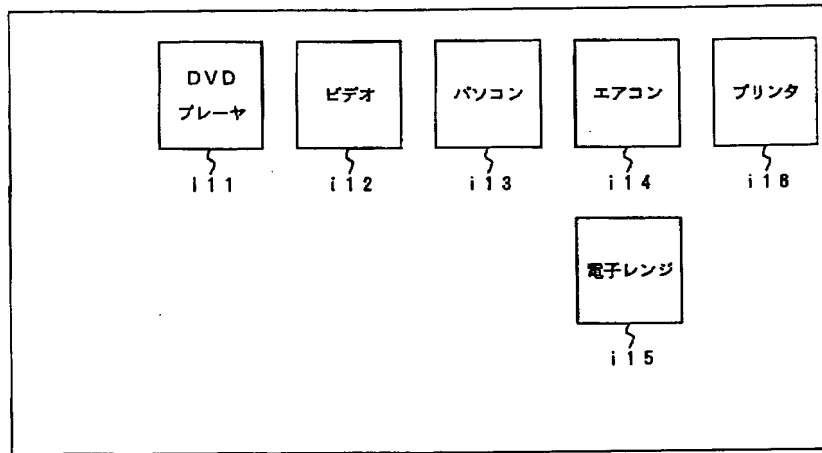 DVD
プレーヤ
ビデオ
パソコン
エアコン
プリンタ
i11
i12
i13
i14
i16
電子レンジ
i15